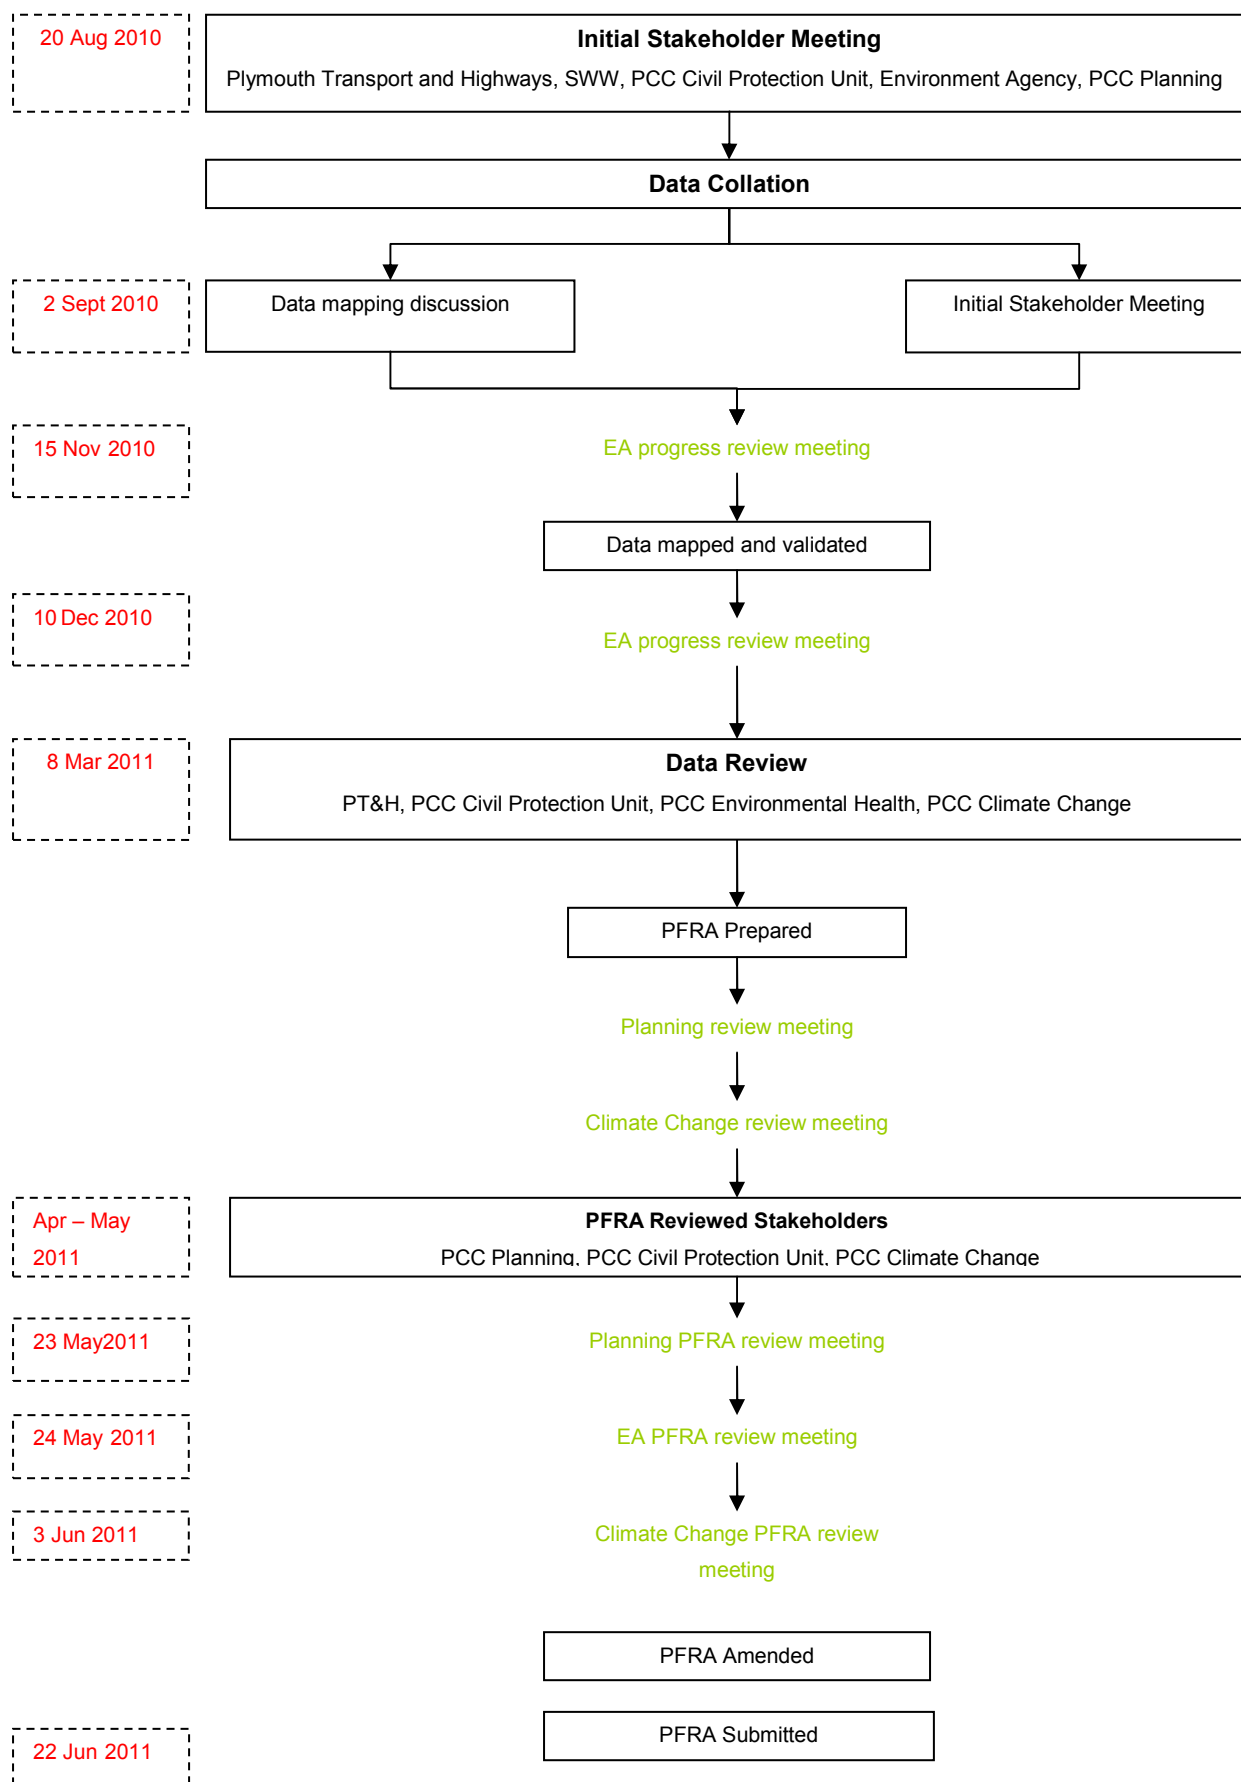 20 Aug 2010
Initial Stakeholder Meeting
Plymouth Transport and Highways, SWW, PCC Civil Protection Unit, Environment Agency, PCC Planning
Data Collation
2 Sept 2010
Data mapping discussion
Initial Stakeholder Meeting
15 Nov 2010
EA progress review meeting
Data mapped and validated
10 Dec 2010
EA progress review meeting
8 Mar 2011
Data Review
PT&H, PCC Civil Protection Unit, PCC Environmental Health, PCC Climate Change
PFRA Prepared
Planning review meeting
Climate Change review meeting
Apr – May
2011
PFRA Reviewed Stakeholders
PCC Planning, PCC Civil Protection Unit, PCC Climate Change
23 May2011
Planning PFRA review meeting
24 May 2011
EA PFRA review meeting
3 Jun 2011
Climate Change PFRA review
meeting
PFRA Amended
PFRA Submitted
22 Jun 2011